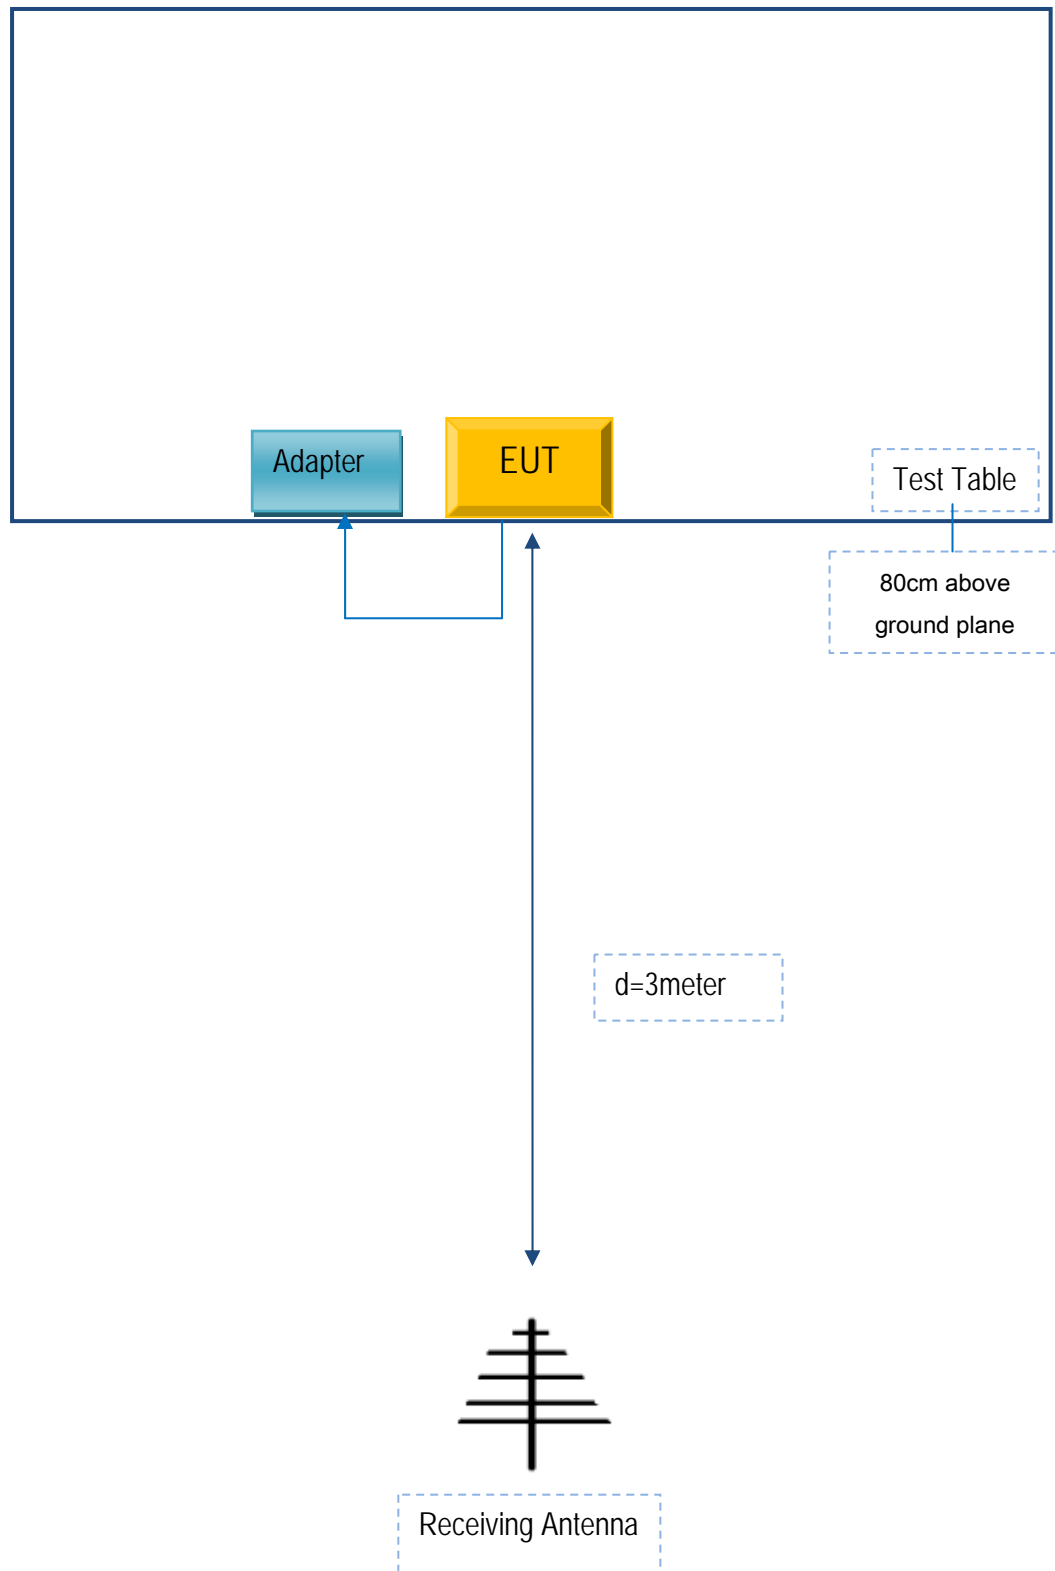 Adapter
EUT
Test Table
80cm above
ground plane
d=3meter
Receiving Antenna